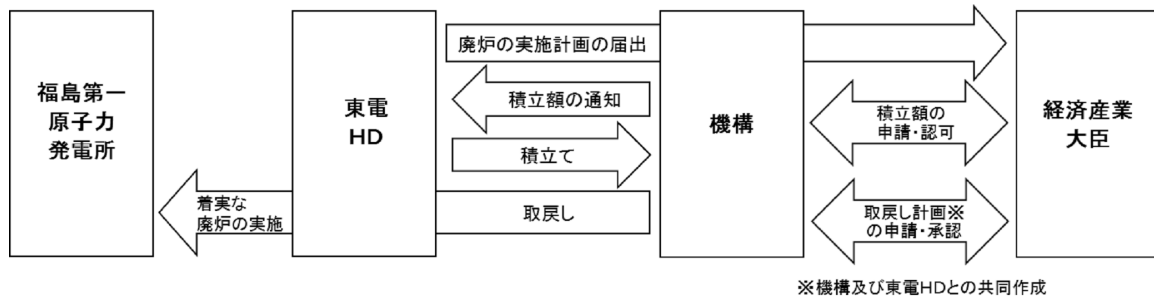 福島第一
原子力
発電所
東電
HD
機構
経済産業
大臣
廃炉の実施計画の届出
積立額の通知
積立て
取戻し
着実な
廃炉の実施
積立額の
申請・認可
取戻し計画※
の申請・承認
※機構及び東電HDとの共同作成